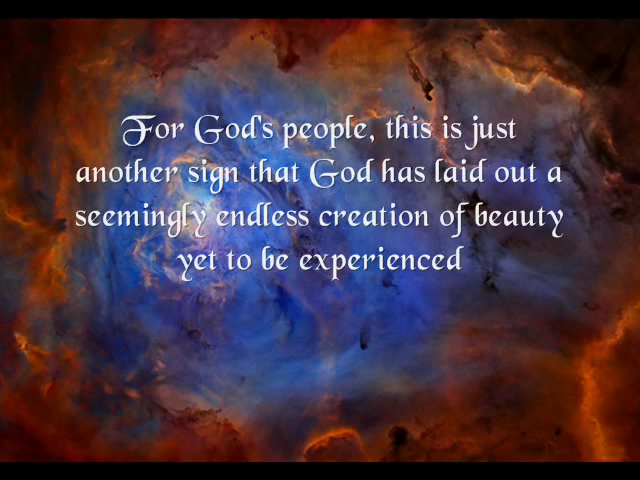 For God's people, this is just
another sign that God has laid out a
seemingly endless creation of beauty
yet to be experienced